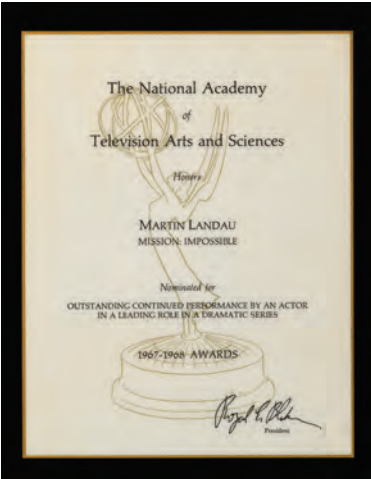 The National Academy
of
Television Arts and Sciences
Honors
MARTIN LANDAU
MISSION: IMPOSSIBLE
Nominated for
OUTSTANDING CONTINUED PERFORMANCE BY AN ACTOR
IN A LEADING ROLE IN A DRAMATIC SERIES
1967-1968 AWARDS
President